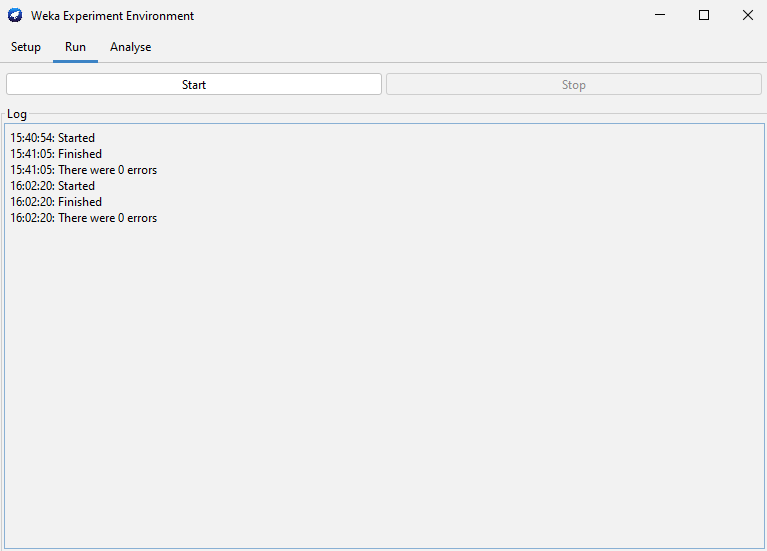 Weka Experiment Environment
Setup Run Analyse
Start Stop
Log
15:40:54: Started
15:41:05: Finished
15:41:05: There were 0 errors
16:02:20: Started
16:02:20: Finished
16:02:20: There were 0 errors